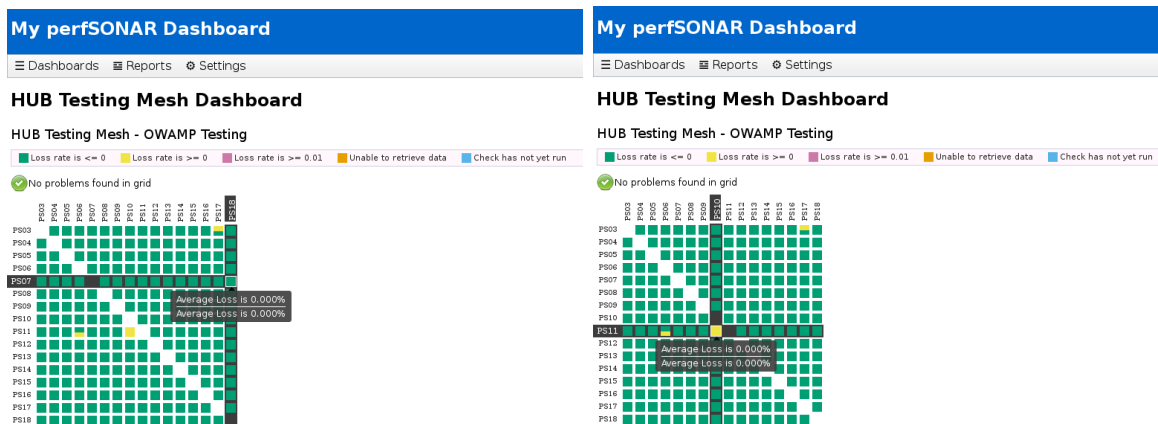 My perfSONAR Dashboard
☰ Dashboards Reports ⚙ Settings
HUB Testing Mesh Dashboard
HUB Testing Mesh - OWAMP Testing
Loss rate is <= 0 Loss rate is >= 0 Loss rate is >= 0.01 Unable to retrieve data Check has not yet run
No problems found in grid
PS03 PS04 PS05 PS06 PS07 PS08 PS09 PS10 PS11 PS12 PS13 PS14 PS15 PS16 PS17 PS18
PS03
PS04
PS05
PS06
PS07
PS08
PS09
PS10
PS11
PS12
PS13
PS14
PS15
PS16
PS17
PS18
Average Loss is 0.000%
Average Loss is 0.000%
My perfSONAR Dashboard
☰ Dashboards Reports ⚙ Settings
HUB Testing Mesh Dashboard
HUB Testing Mesh - OWAMP Testing
Loss rate is <= 0 Loss rate is >= 0 Loss rate is >= 0.01 Unable to retrieve data Check has not yet run
No problems found in grid
PS03 PS04 PS05 PS06 PS07 PS08 PS09 PS10 PS11 PS12 PS13 PS14 PS15 PS16 PS17 PS18
PS03
PS04
PS05
PS06
PS07
PS08
PS09
PS10
PS11
PS12
PS13
PS14
PS15
PS16
PS17
PS18
Average Loss is 0.000%
Average Loss is 0.000%